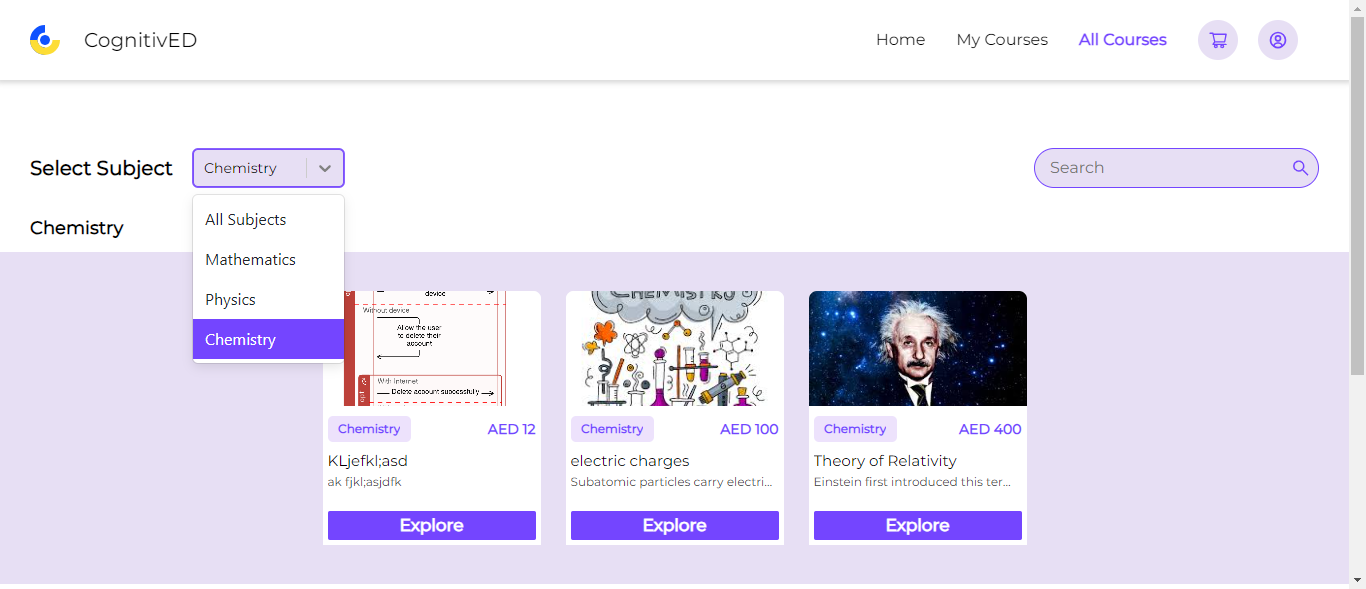 CognitivED
Home
My Courses
All Courses
Select Subject
Chemistry
Search
All Subjects
Mathematics
Physics
Chemistry
Chemistry
device
Without device
Allow the user
to delete their
account
With Internet
Delete account successfully
CHEMISTRY
Chemistry
AED 12
KLjefkl;asd
ak fjkl;asjdfk
Explore
Chemistry
AED 100
electric charges
Subatomic particles carry electri...
Explore
Chemistry
AED 400
Theory of Relativity
Einstein first introduced this ter...
Explore